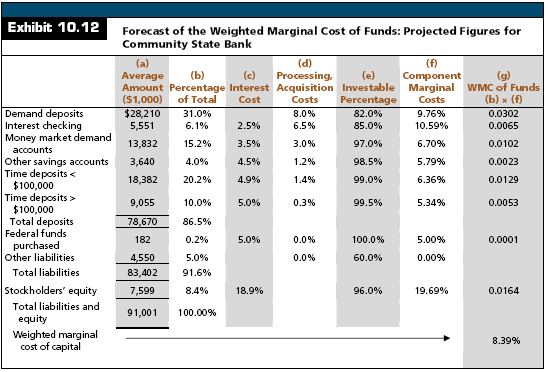 Exhibit 10.12
Forecast of the Weighted Marginal Cost of Funds: Projected Figures for
Community State Bank
(a) (d) (f)
Average (b) Processing, (e) Component (g)
Amount Percentage (c) Interest Acquisition Investable Marginal WMC of Funds
($1,000) of Total Cost Costs Percentage Costs (b) × (f)
Demand deposits $28,210 31.0% 8.0% 82.0% 9.76% 0.0302
Interest checking 5,551 6.1% 2.5% 6.5% 85.0% 10.59% 0.0065
Money market demand
accounts 13,832 15.2% 3.5% 3.0% 97.0% 6.70% 0.0102
Other savings accounts 3,640 4.0% 4.5% 1.2% 98.5% 5.79% 0.0023
Time deposits <
$100,000 18,382 20.2% 4.9% 1.4% 99.0% 6.36% 0.0129
Time deposits >
$100,000 9,055 10.0% 5.0% 0.3% 99.5% 5.34% 0.0053
Total deposits 78,670 86.5%
Federal funds
purchased 182 0.2% 5.0% 0.0% 100.0% 5.00% 0.0001
Other liabilities 4,550 5.0% 0.0% 60.0% 0.00%
Total liabilities 83,402 91.6%
Stockholders' equity 7,599 8.4% 18.9% 96.0% 19.69% 0.0164
Total liabilities and
equity 91,001 100.00%
Weighted marginal
cost of capital 8.39%